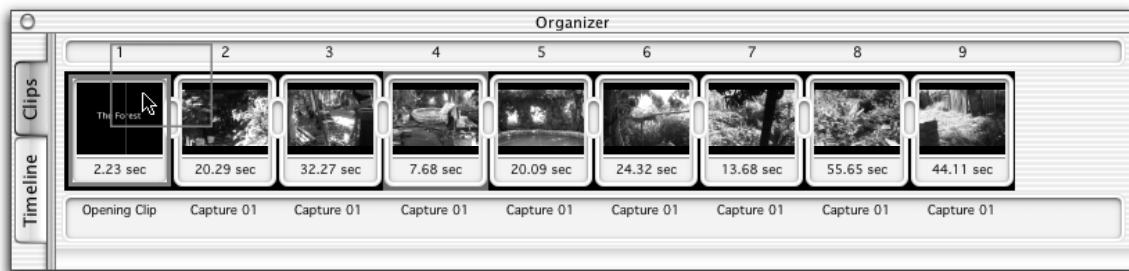 Organizer
1 2 3 4 5 6 7 8 9
Clips
The Forest
2.23 sec 20.29 sec 32.27 sec 7.68 sec 20.09 sec 24.32 sec 13.68 sec 55.65 sec 44.11 sec
Timeline
Opening Clip Capture 01 Capture 01 Capture 01 Capture 01 Capture 01 Capture 01 Capture 01 Capture 01